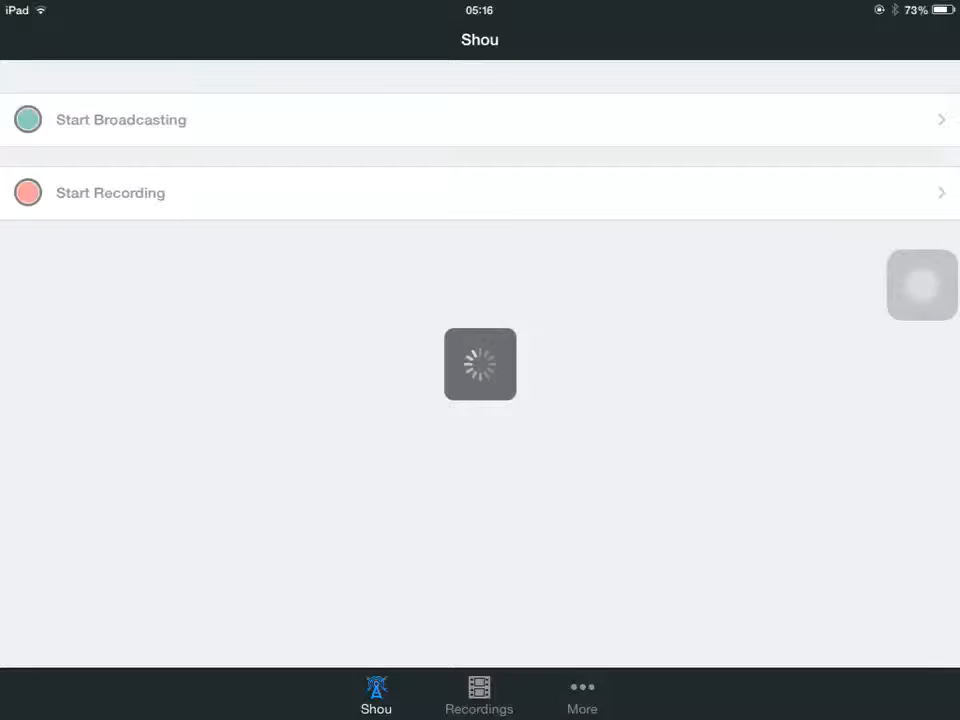 iPad 05:16 73%
Shou
Start Broadcasting
Start Recording
Shou Recordings More